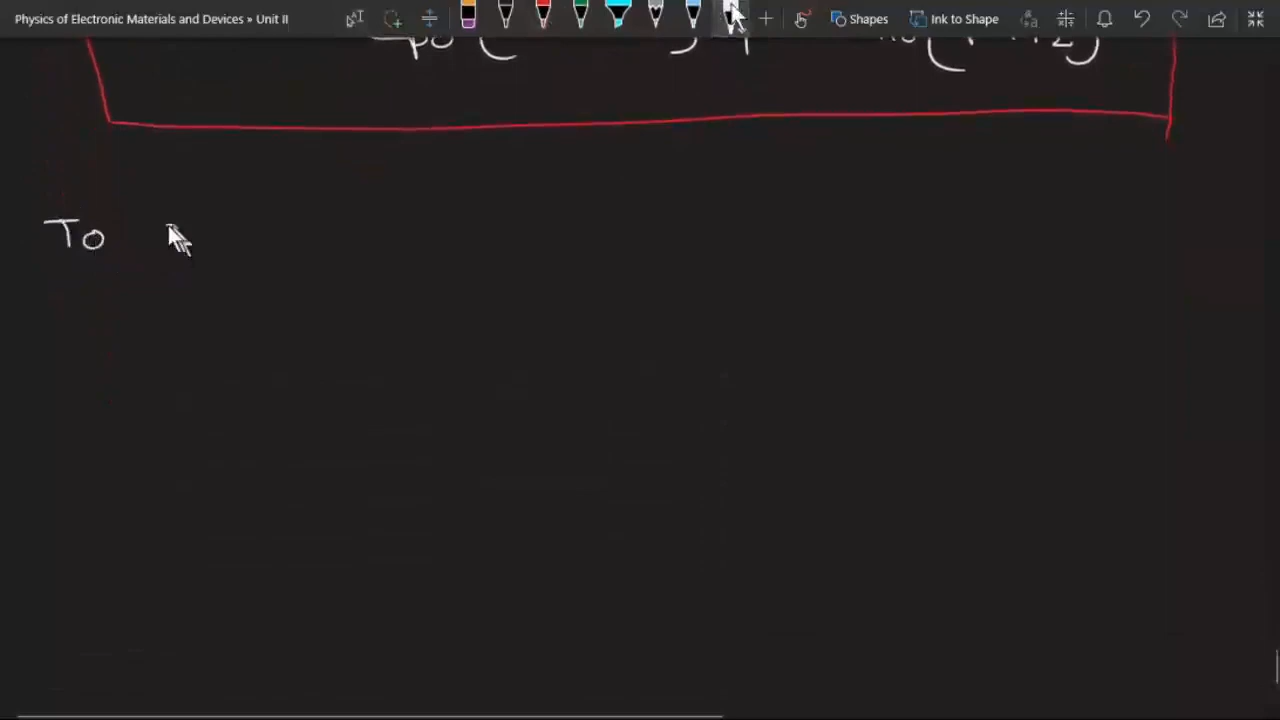 Physics of Electronic Materials and Devices » Unit II
Shapes
Ink to Shape
To